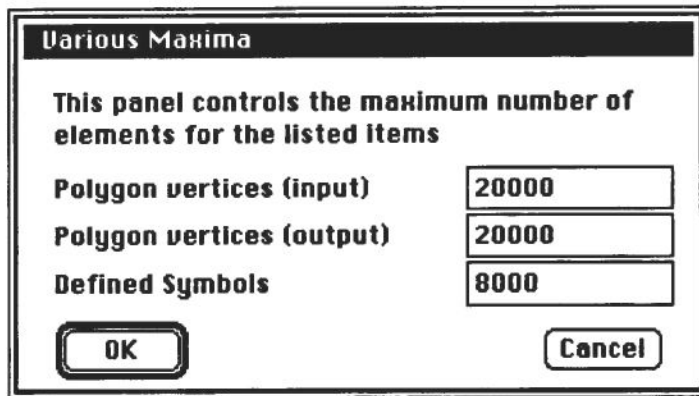 Various Maxima
This panel controls the maximum number of
elements for the listed items
Polygon vertices (input) 20000
Polygon vertices (output) 20000
Defined Symbols 8000
OK Cancel